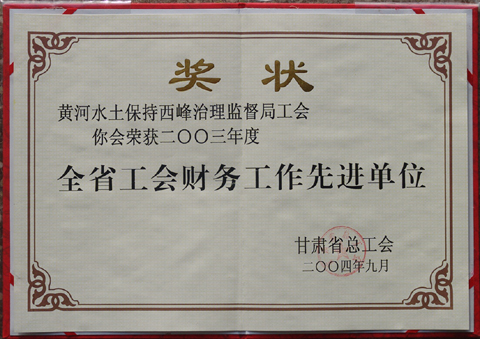 奖状
黄河水土保持西峰治理监督局工会
你会荣获二〇〇三年度
全省工会财务工作先进单位
甘肃省总工会
二〇〇四年九月